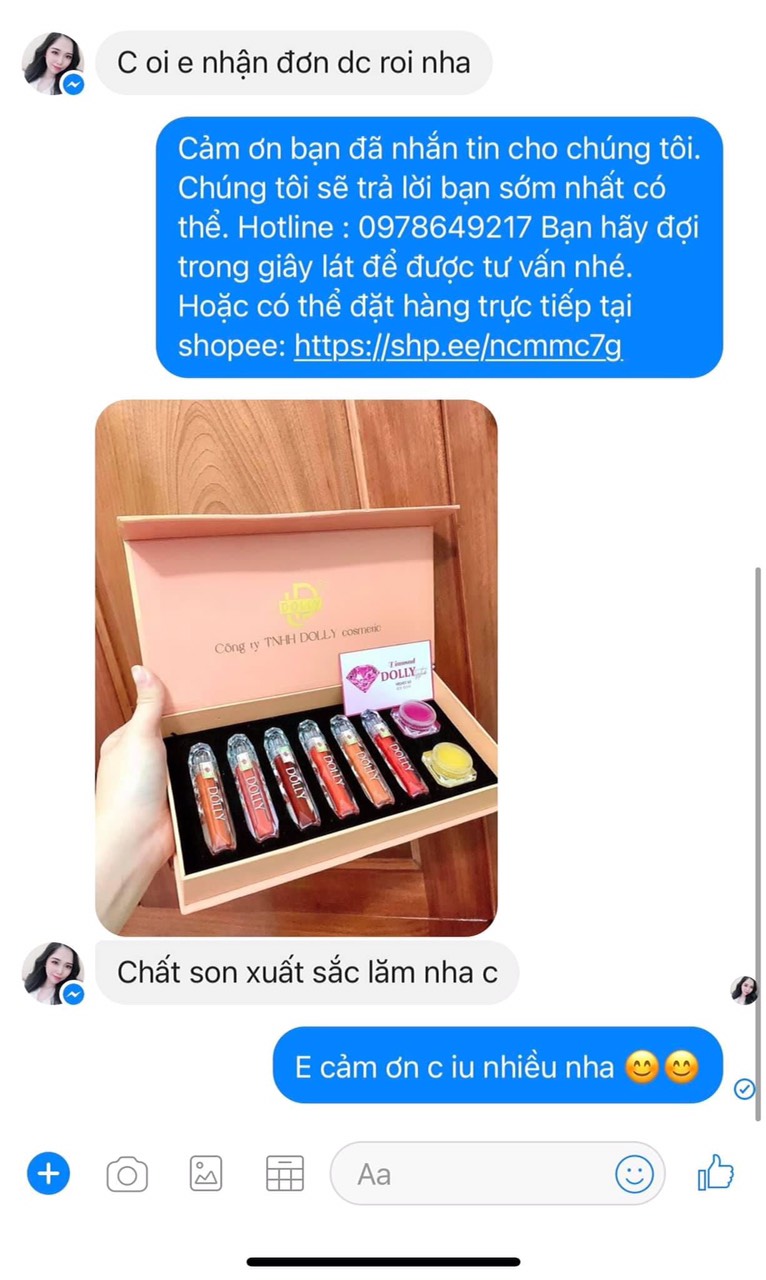 C oi e nhận đơn dc roi nha
Cảm ơn bạn đã nhắn tin cho chúng tôi.
Chúng tôi sẽ trả lời bạn sớm nhất có
thể. Hotline : 0978649217 Bạn hãy đợi
trong giây lát để được tư vấn nhé.
Hoặc có thể đặt hàng trực tiếp tại
shopee: https://shp.ee/ncmmc7g
DOLLY
Công ty TNHH DOLLY cosmetic
DOLLY
DOLLY
DOLLY
DOLLY
DOLLY
DOLLY
DOLLY
Chất son xuất sắc lăm nha c
E cảm ơn c iu nhiều nha 😊😊
Aa